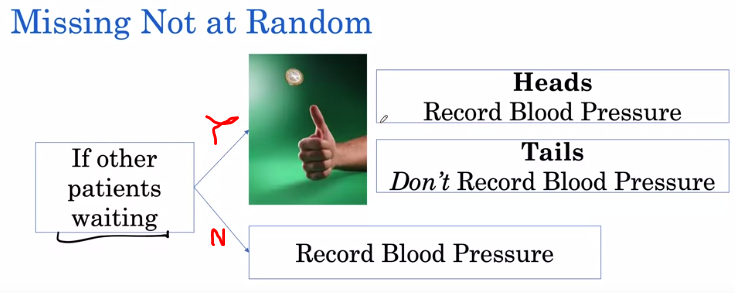 Missing Not at Random
Heads
Record Blood Pressure
Y
If other
patients
waiting
Tails
Don't Record Blood Pressure
N
Record Blood Pressure